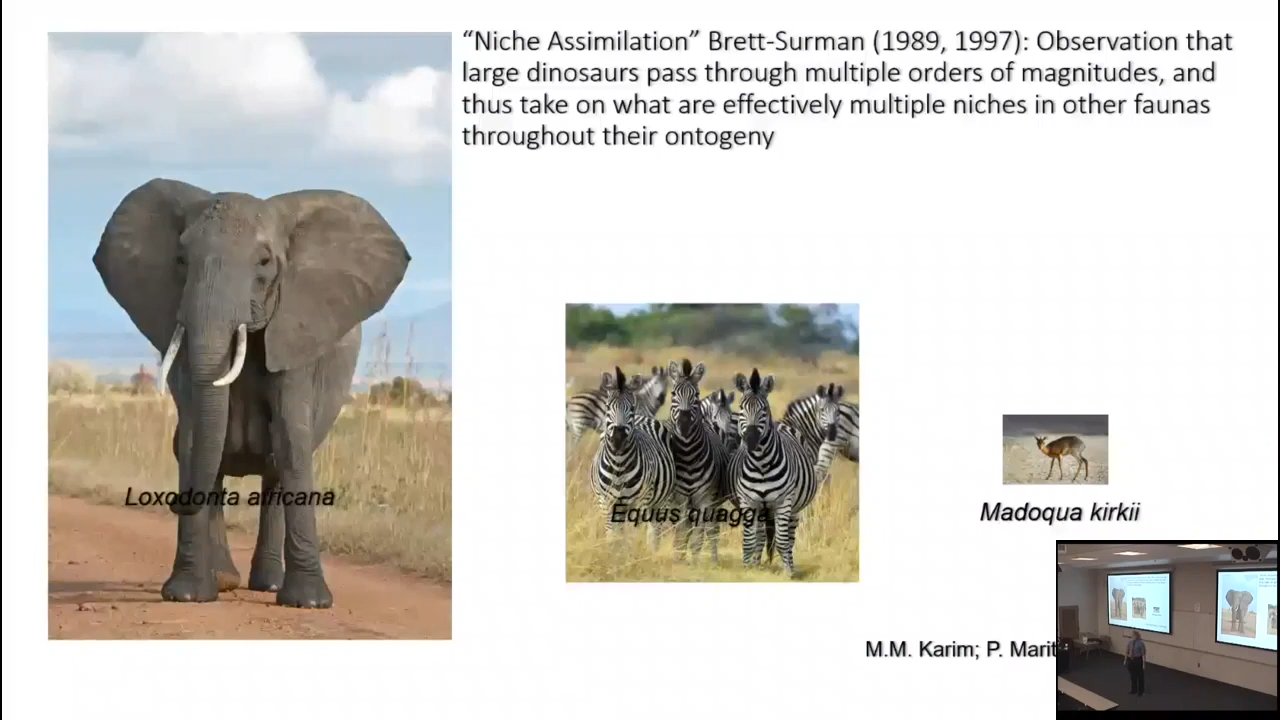 “Niche Assimilation” Brett-Surman (1989, 1997): Observation that
large dinosaurs pass through multiple orders of magnitudes, and
thus take on what are effectively multiple niches in other faunas
throughout their ontogeny
Loxodonta africana
Equus quagga
Madoqua kirkii
M.M. Karim; P. Marit